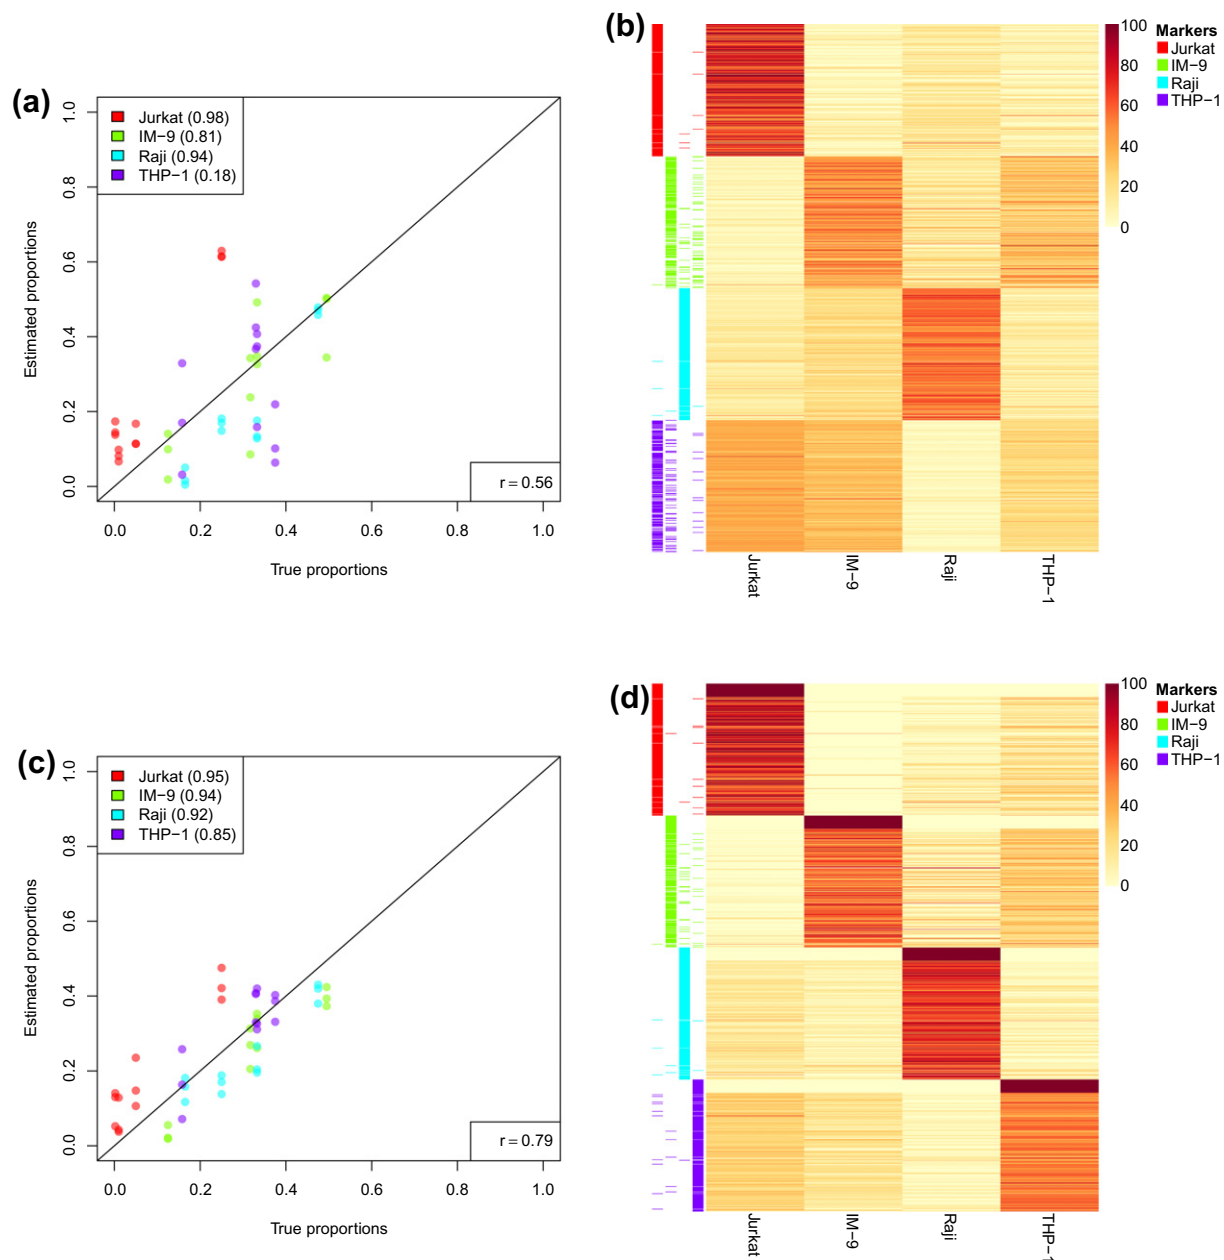 (a)
Jurkat (0.98)
IM−9 (0.81)
Raji (0.94)
THP−1 (0.18)
1.0
0.8
0.6
0.4
0.2
0.0
Estimated proportions
r = 0.56
0.0 0.2 0.4 0.6 0.8 1.0
True proportions
(b)
100
80
60
40
20
0
Markers
Jurkat
IM−9
Raji
THP−1
Jurkat IM−9 Raji THP−1
(c)
Jurkat (0.95)
IM−9 (0.94)
Raji (0.92)
THP−1 (0.85)
1.0
0.8
0.6
0.4
0.2
0.0
Estimated proportions
r = 0.79
0.0 0.2 0.4 0.6 0.8 1.0
True proportions
(d)
100
80
60
40
20
0
Markers
Jurkat
IM−9
Raji
THP−1
Jurkat IM−9 Raji THP−1